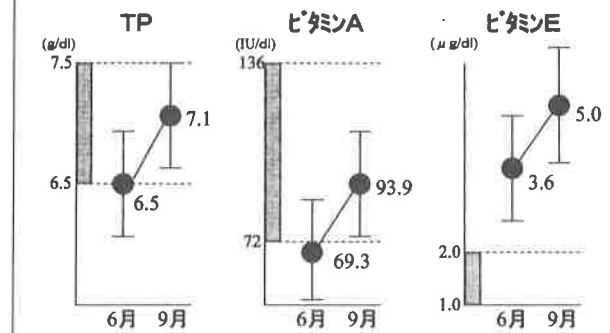 TP
(g/dl)
7.5
6.5
7.1
6.5
6月 9月
ビタミンA
(IU/dl)
136
72
93.9
69.3
6月 9月
ビタミンE
(μg/dl)
5.0
3.6
2.0
1.0
6月 9月